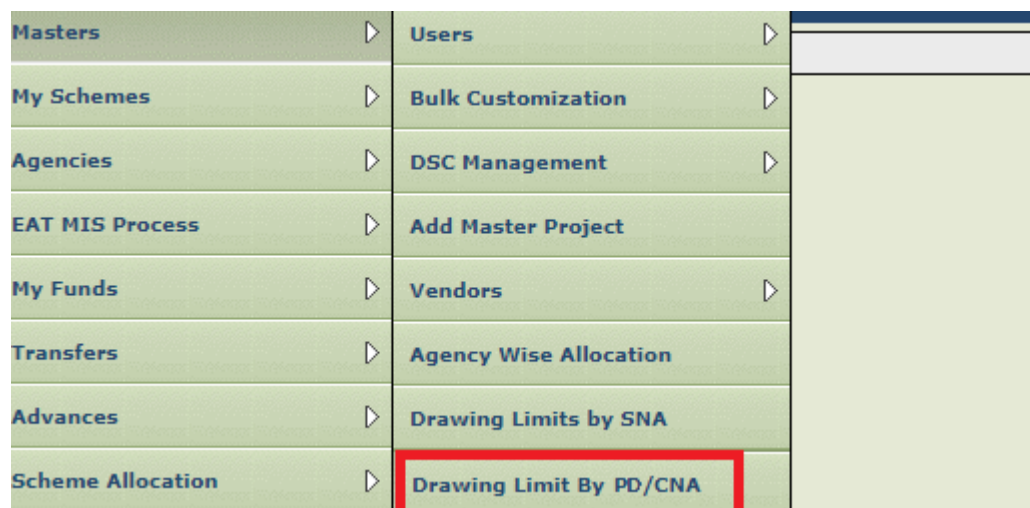 Masters
My Schemes
Agencies
EAT MIS Process
My Funds
Transfers
Advances
Scheme Allocation
Users
Bulk Customization
DSC Management
Add Master Project
Vendors
Agency Wise Allocation
Drawing Limits by SNA
Drawing Limit By PD/CNA